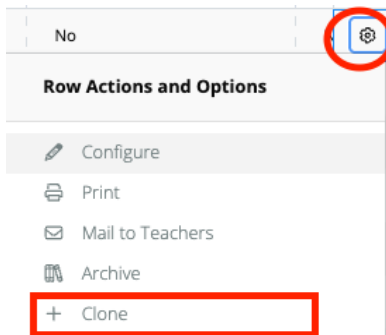 No
Row Actions and Options
Configure
Print
Mail to Teachers
Archive
Clone